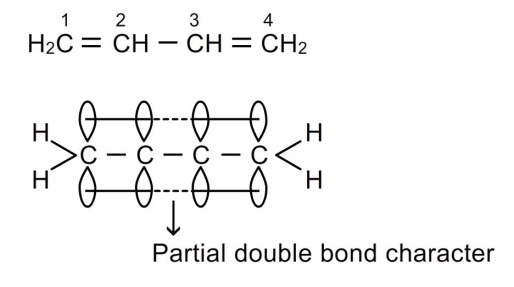 1 2 3 4
H₂C = CH − CH = CH₂
H H
C − C − C − C
H H
Partial double bond character